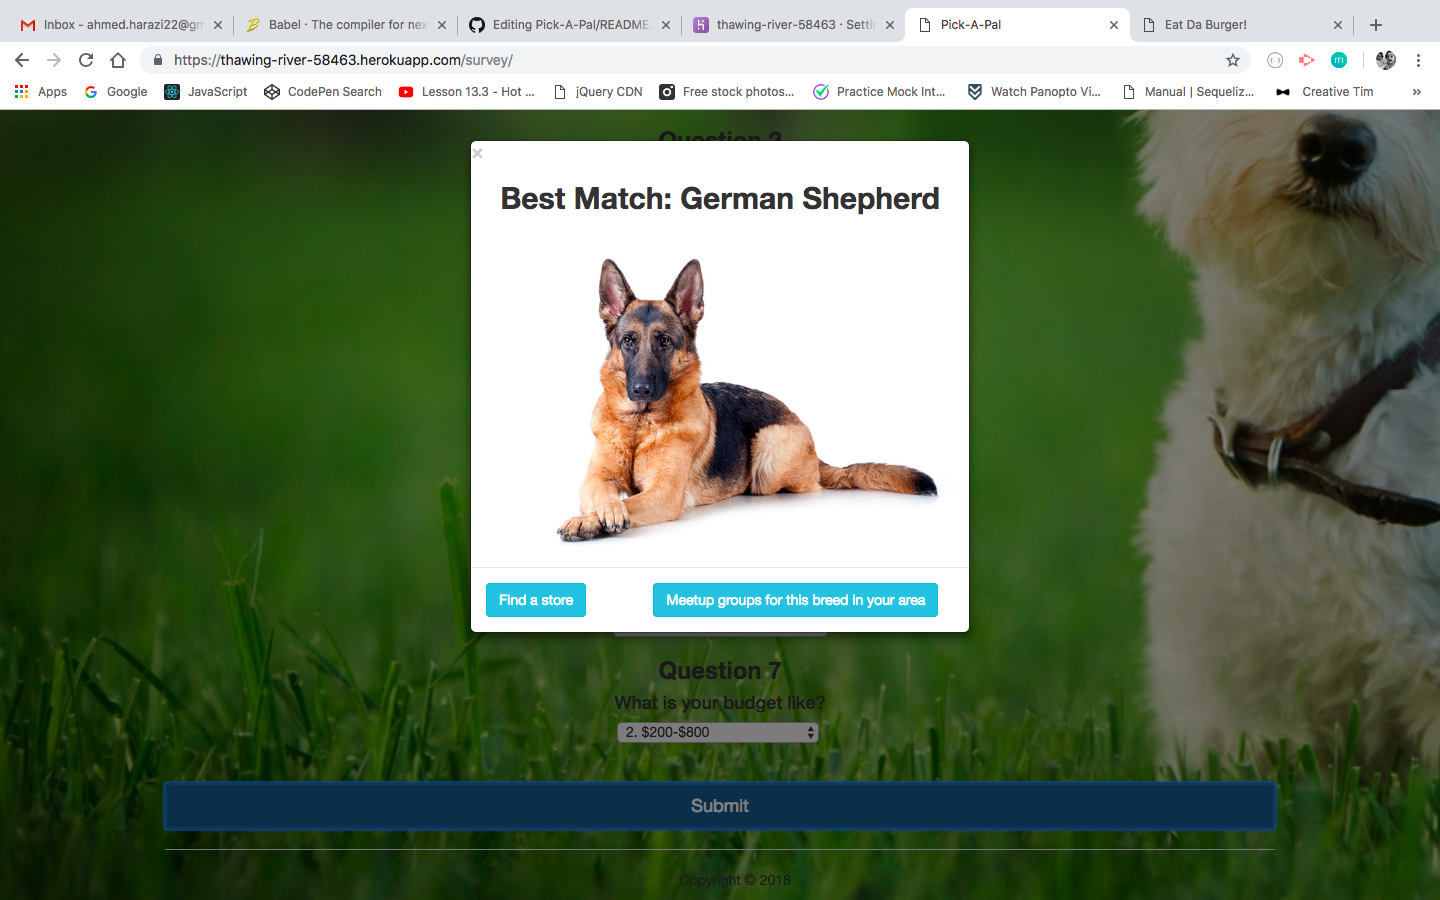 Inbox - ahmed.harazi22@gm
Babel · The compiler for nex
Editing Pick-A-Pal/README.
thawing-river-58463 · Settin
Pick-A-Pal
Eat Da Burger!
https://thawing-river-58463.herokuapp.com/survey/
Apps
Google
JavaScript
CodePen Search
Lesson 13.3 - Hot ...
jQuery CDN
Free stock photos...
Practice Mock Int...
Watch Panopto Vi...
Manual | Sequeliz...
Creative Tim
»
Question 2
×
Best Match: German Shepherd
Find a store
Meetup groups for this breed in your area
Question 7
What is your budget like?
2. $200-$800
Submit
Copyright © 2018